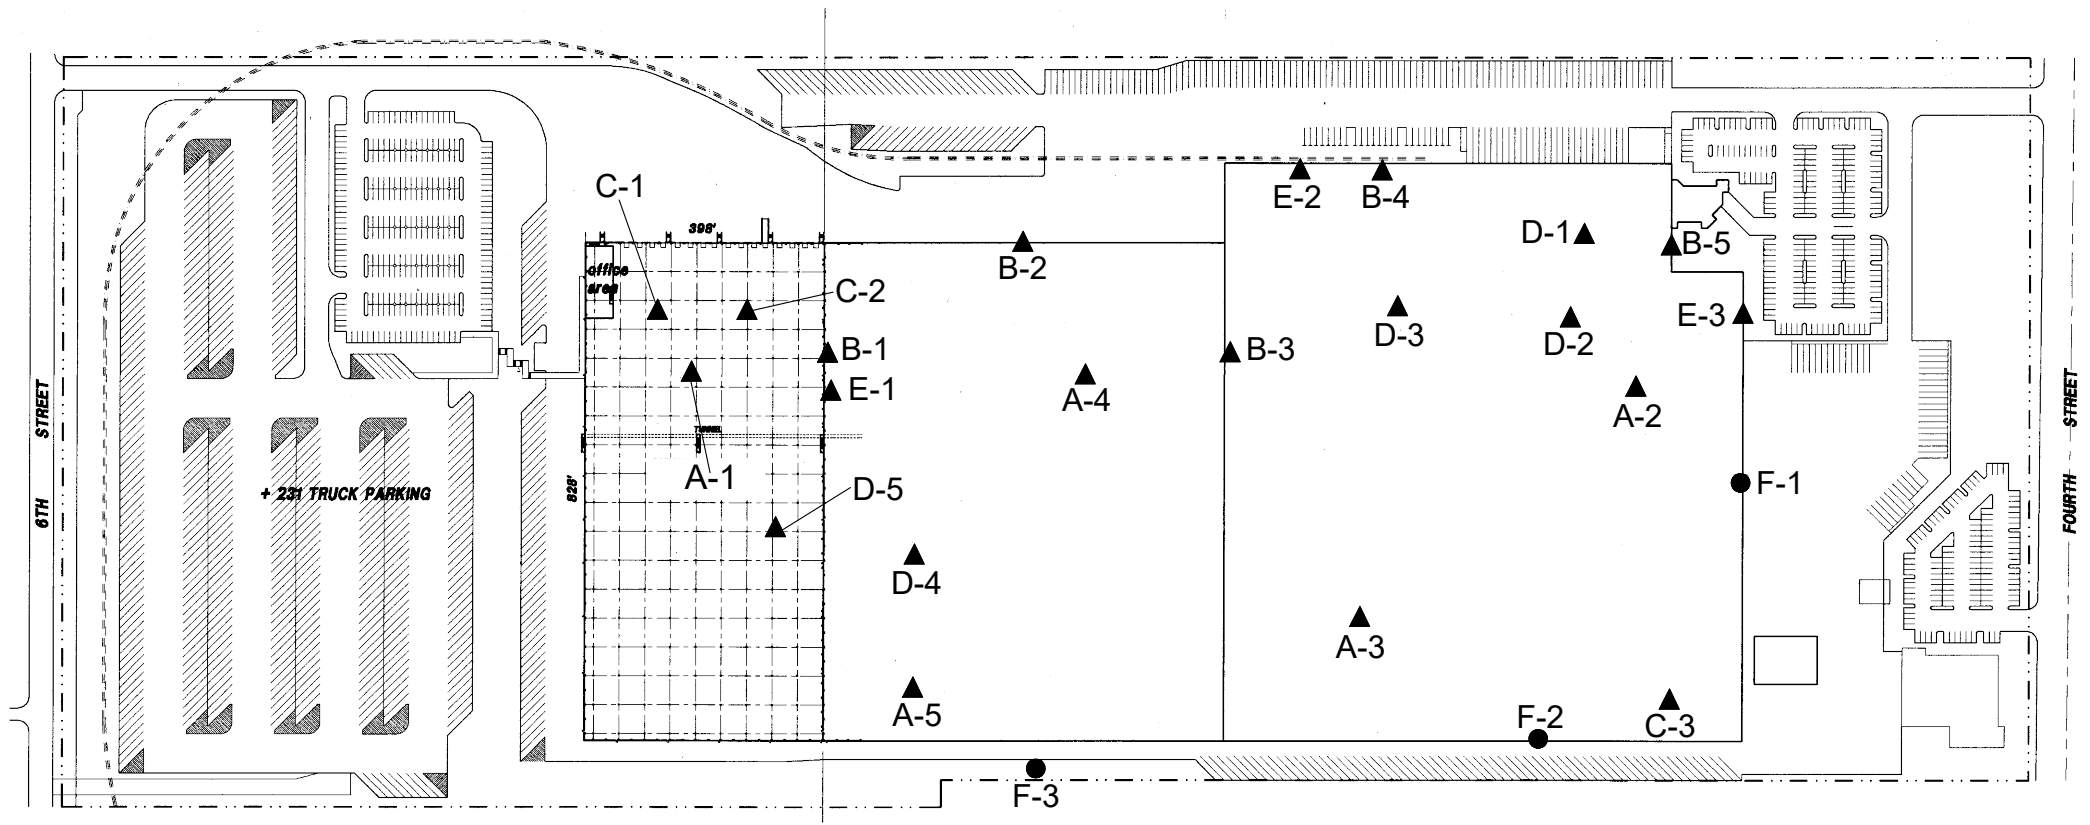 C-1
E-2
B-4
398'
D-1
B-5
B-2
office
area
C-2
E-3
D-3
D-2
B-1
B-3
E-1
A-4
A-2
6TH STREET
FOURTH STREET
TUNNEL
A-1
828'
D-5
F-1
+ 231 TRUCK PARKING
D-4
A-3
A-5
F-2
C-3
F-3